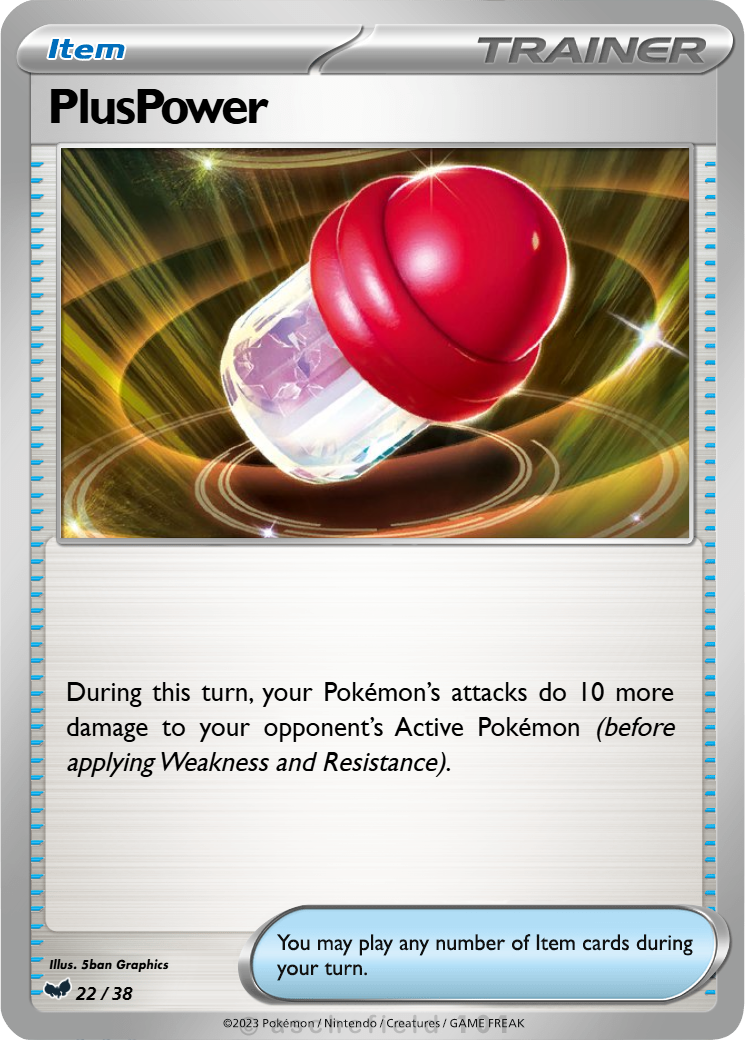 Item
TRAINER
PlusPower
During this turn, your Pokémon's attacks do 10 more
damage to your opponent's Active Pokémon (before
applying Weakness and Resistance).
You may play any number of Item cards during
your turn.
Illus. 5ban Graphics
22 / 38
©2023 Pokémon / Nintendo / Creatures / GAME FREAK